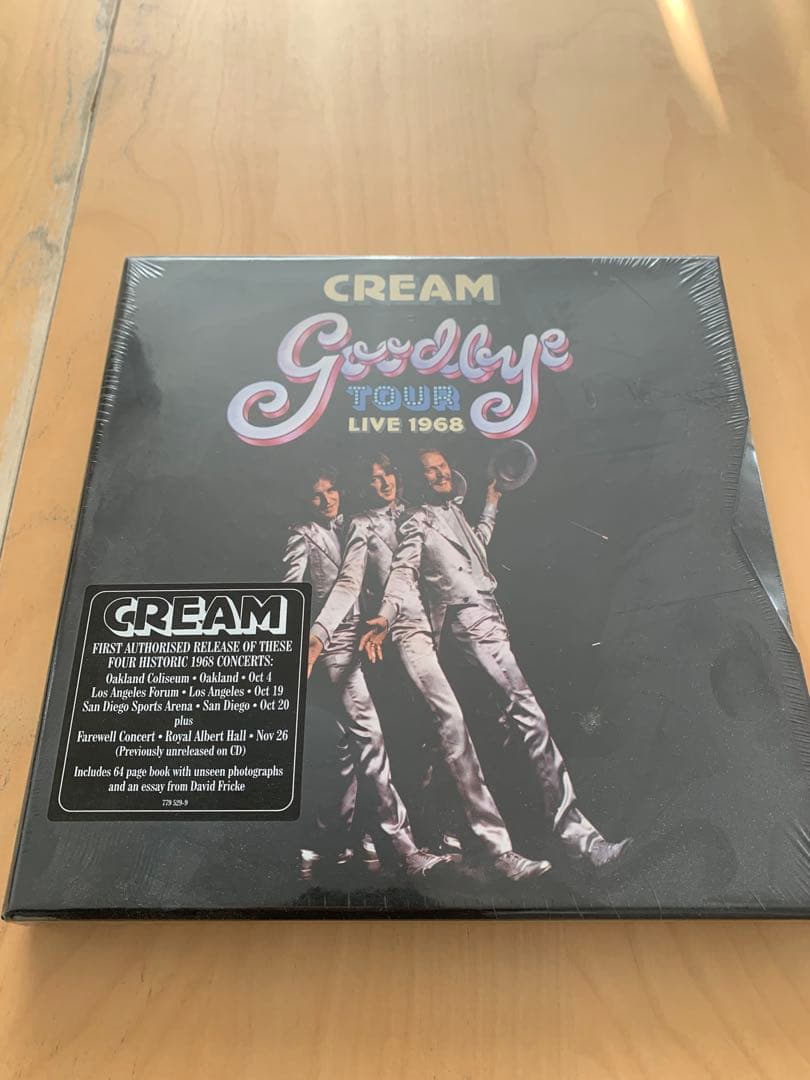 CREAM
Goodbye
TOUR
LIVE 1968
CREAM
FIRST AUTHORISED RELEASE OF THESE
FOUR HISTORIC 1968 CONCERTS:
Oakland Coliseum • Oakland • Oct 4
Los Angeles Forum • Los Angeles • Oct 19
San Diego Sports Arena • San Diego • Oct 20
plus
Farewell Concert • Royal Albert Hall • Nov 26
(Previously unreleased on CD)
Includes 64 page book with unseen photographs
and an essay from David Fricke
779 529-9